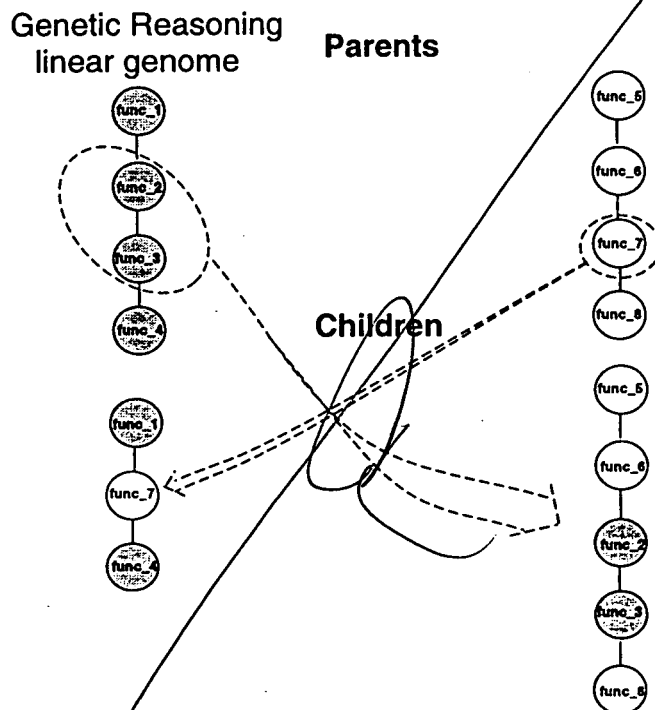 Genetic Reasoning
linear genome
Parents
func_1
func_2
func_3
func_4
func_5
func_6
func_7
func_8
Children
func_1
func_7
func_4
func_5
func_6
func_2
func_3
func_8